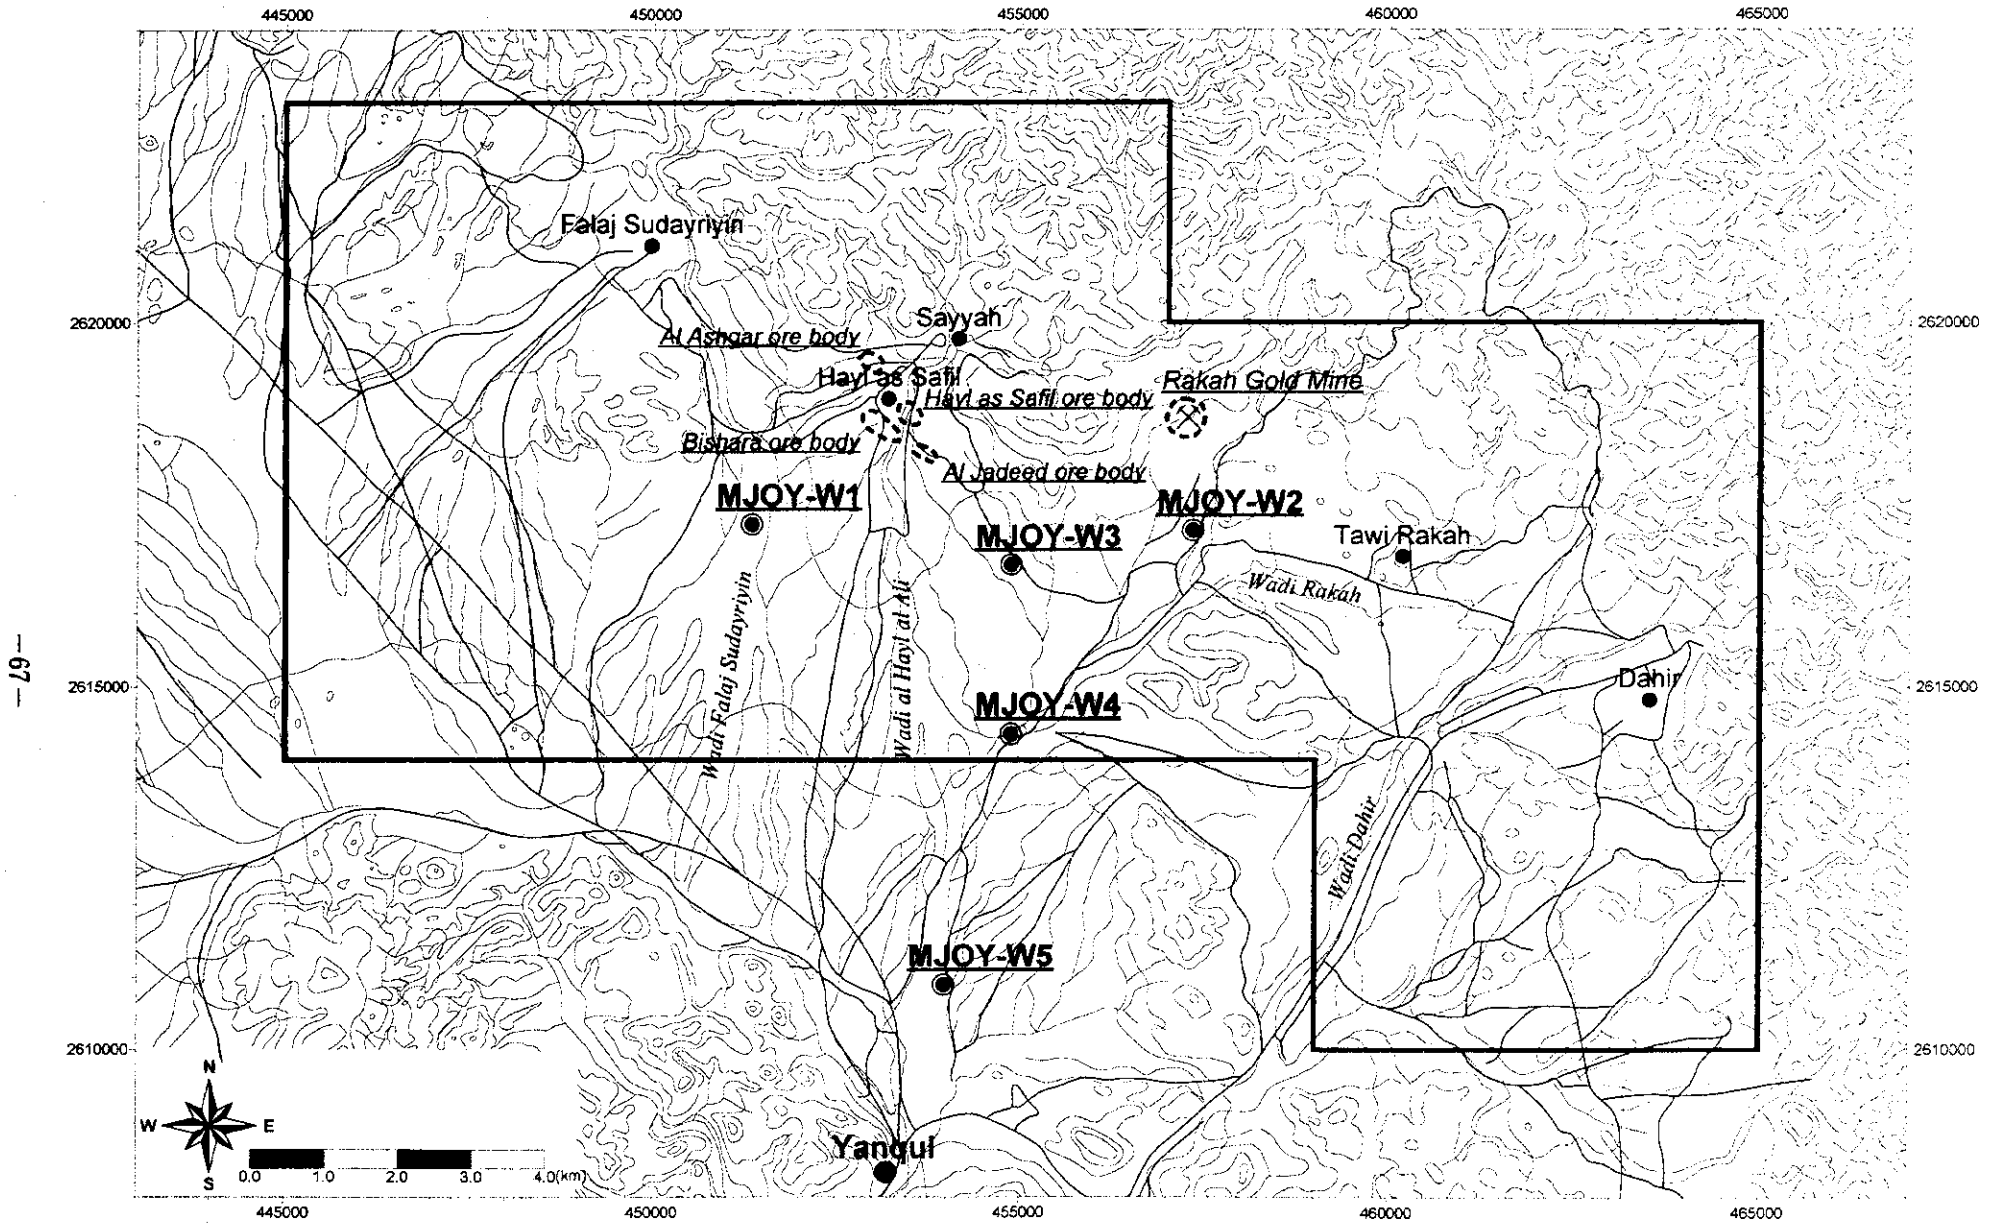 445000 450000 455000 460000 465000
Falaj Sudayriyin
2620000 2620000
Sayyah
Al Ashgar ore body
Hayl as Safil
Rakah Gold Mine
Hayl as Safil ore body
Bishara ore body
Al Jadeed ore body
MJOY-W1
MJOY-W2
MJOY-W3
Tawi Rakah
Wadi Rakah
Wadi Falaj Sudayriyin
Wadi al Hayl al Ali
— 67 —
2615000 2615000
Dahir
MJOY-W4
Wadi Dahir
MJOY-W5
2610000 2610000
N
W E
S
0.0 1.0 2.0 3.0 4.0(km)
Yanqul
445000 450000 455000 460000 465000